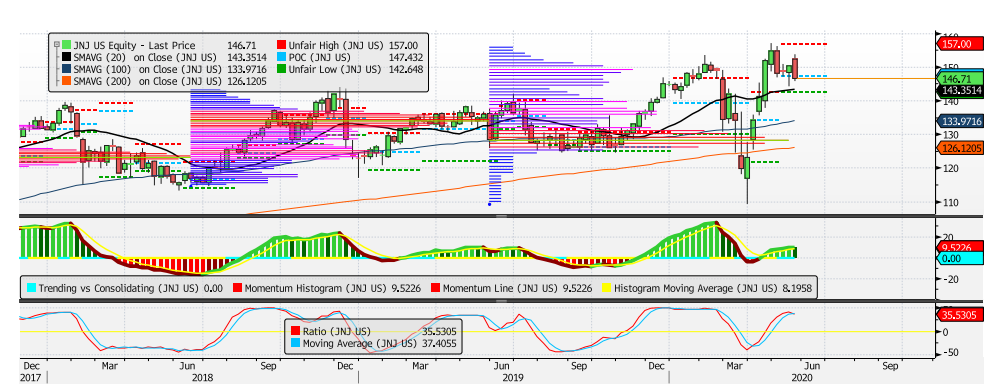 JNJ US Equity - Last Price 146.71 Unfair High (JNJ US) 157.00
SMAVG (20) on Close (JNJ US) 143.3514 POC (JNJ US) 147.432
SMAVG (100) on Close (JNJ US) 133.9716 Unfair Low (JNJ US) 142.648
SMAVG (200) on Close (JNJ US) 126.1205
157.00
146.71
143.3514
140
133.9716
130
126.1205
120
110
20
9.5226
0.00
-20
Trending vs Consolidating (JNJ US) 0.00 Momentum Histogram (JNJ US) 9.5226 Momentum Line (JNJ US) 9.5226 Histogram Moving Average (JNJ US) 8.1958
35.5305
0
-50
Ratio (JNJ US) 35.5305
Moving Average (JNJ US) 37.4055
Dec Mar Jun Sep Dec Mar Jun Sep Dec Mar Jun Sep
2017 2018 2019 2020